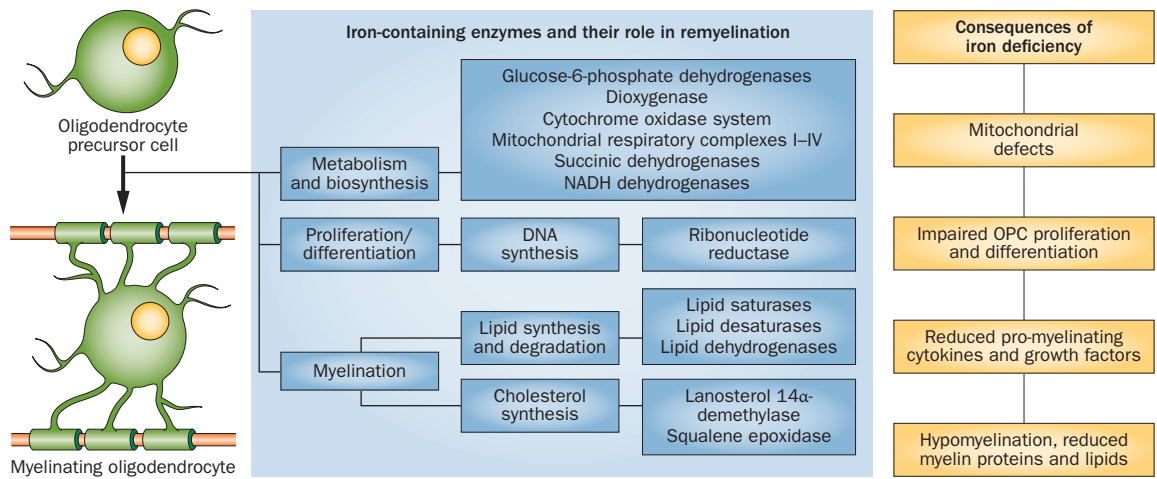 Oligodendrocyte
precursor cell
Myelinating oligodendrocyte
Iron-containing enzymes and their role in remyelination
Metabolism
and biosynthesis
Glucose-6-phosphate dehydrogenases
Dioxygenase
Cytochrome oxidase system
Mitochondrial respiratory complexes I–IV
Succinic dehydrogenases
NADH dehydrogenases
Proliferation/
differentiation
DNA
synthesis
Ribonucleotide
reductase
Myelination
Lipid synthesis
and degradation
Lipid saturases
Lipid desaturases
Lipid dehydrogenases
Cholesterol
synthesis
Lanosterol 14α-
demethylase
Squalene epoxidase
Consequences of
iron deficiency
Mitochondrial
defects
Impaired OPC proliferation
and differentiation
Reduced pro-myelinating
cytokines and growth factors
Hypomyelination, reduced
myelin proteins and lipids